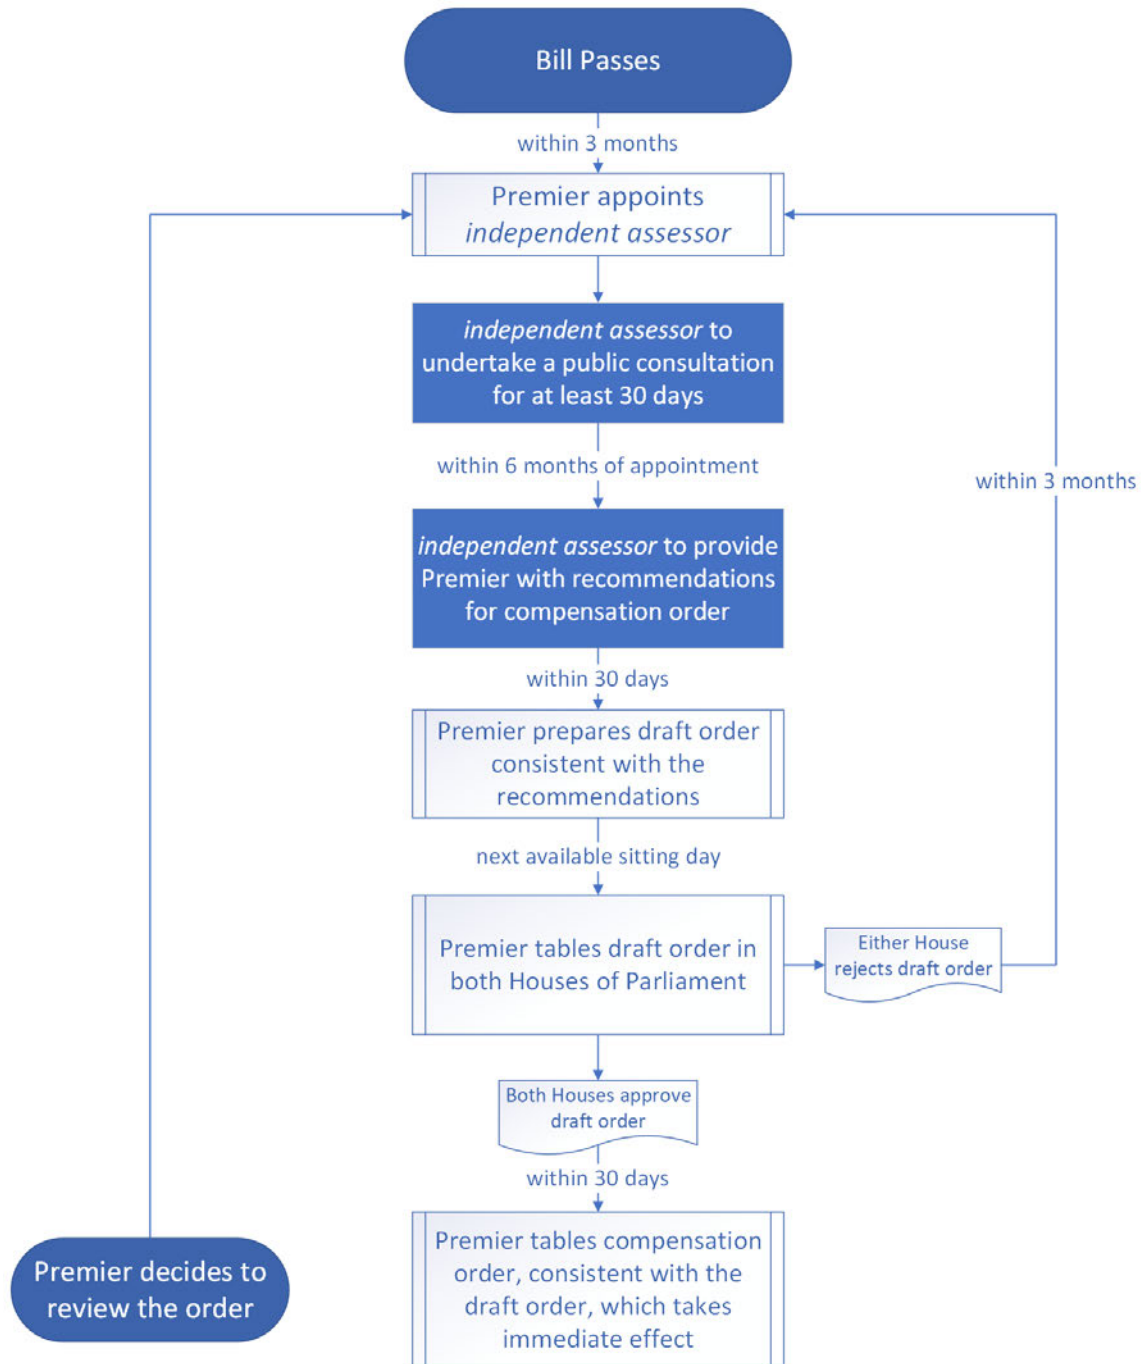 Bill Passes
within 3 months
Premier appoints
independent assessor
independent assessor to
undertake a public consultation
for at least 30 days
within 6 months of appointment
within 3 months
independent assessor to provide
Premier with recommendations
for compensation order
within 30 days
Premier prepares draft order
consistent with the
recommendations
next available sitting day
Premier tables draft order in
both Houses of Parliament
Either House
rejects draft order
Both Houses approve
draft order
within 30 days
Premier tables compensation
order, consistent with the
draft order, which takes
immediate effect
Premier decides to
review the order